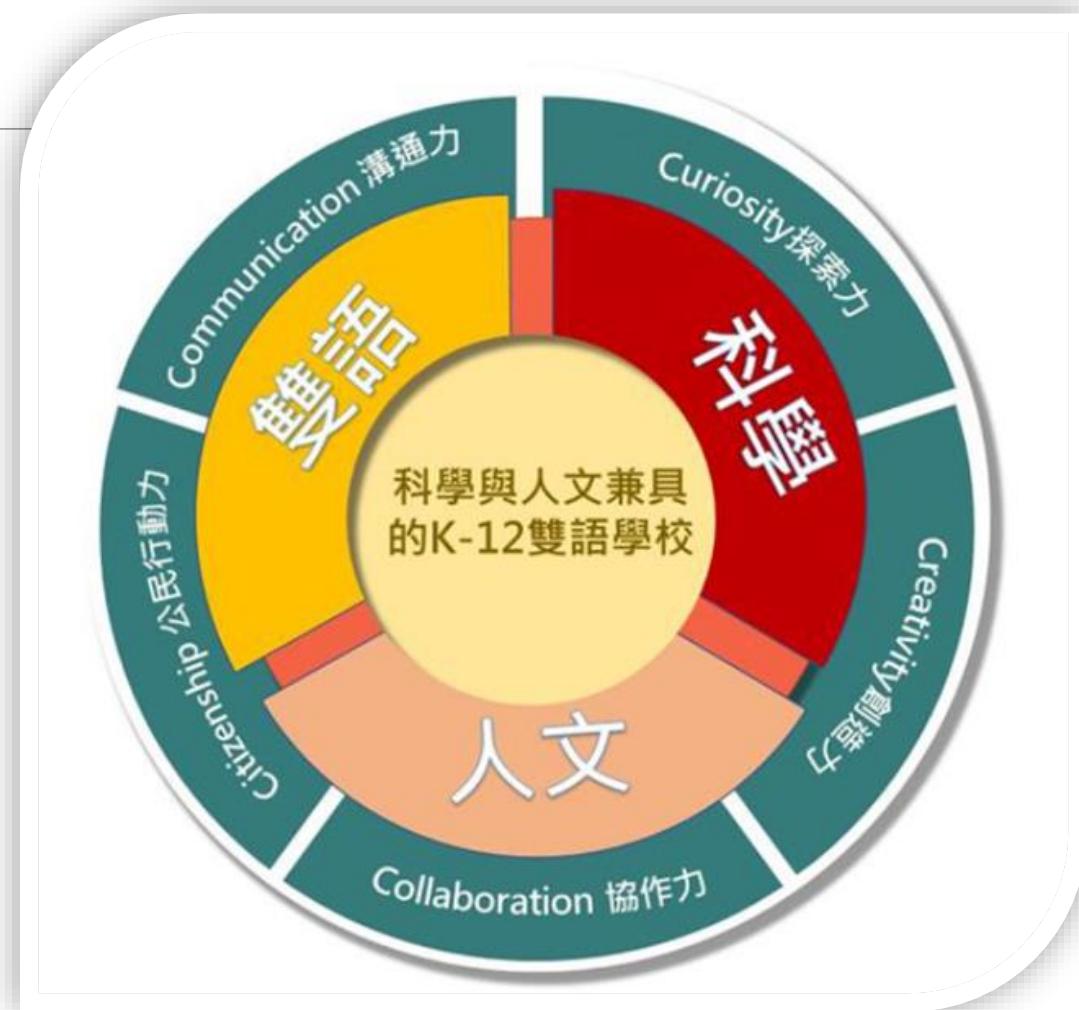 Communication 溝通力
Curiosity探索力
雙語
科學
科學與人文兼具
的K-12雙語學校
Citizenship 公民行動力
Creativity創造力
人文
Collaboration 協作力